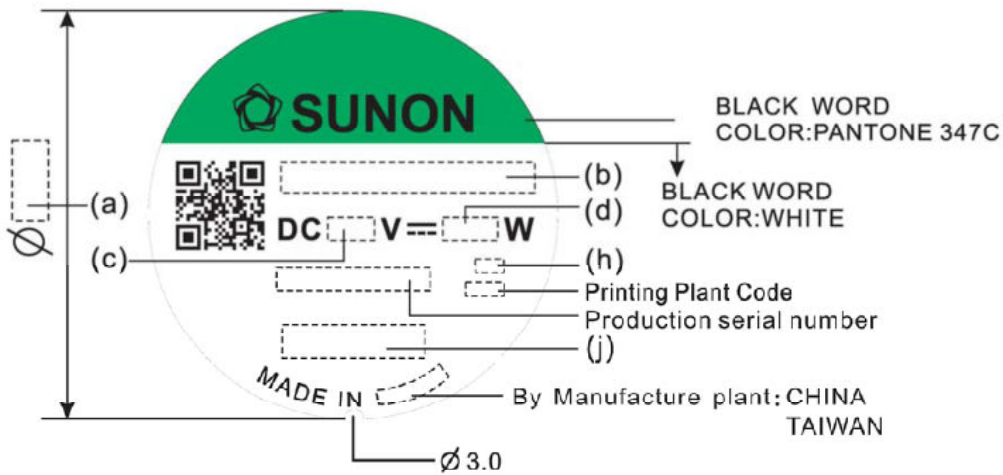 SUNON
BLACK WORD
COLOR:PANTONE 347C
BLACK WORD
COLOR:WHITE
(a)
Ø
(b)
(d)
DC V W
(c)
(h)
Printing Plant Code
Production serial number
(j)
MADE IN
By Manufacture plant: CHINA
TAIWAN
Ø 3.0